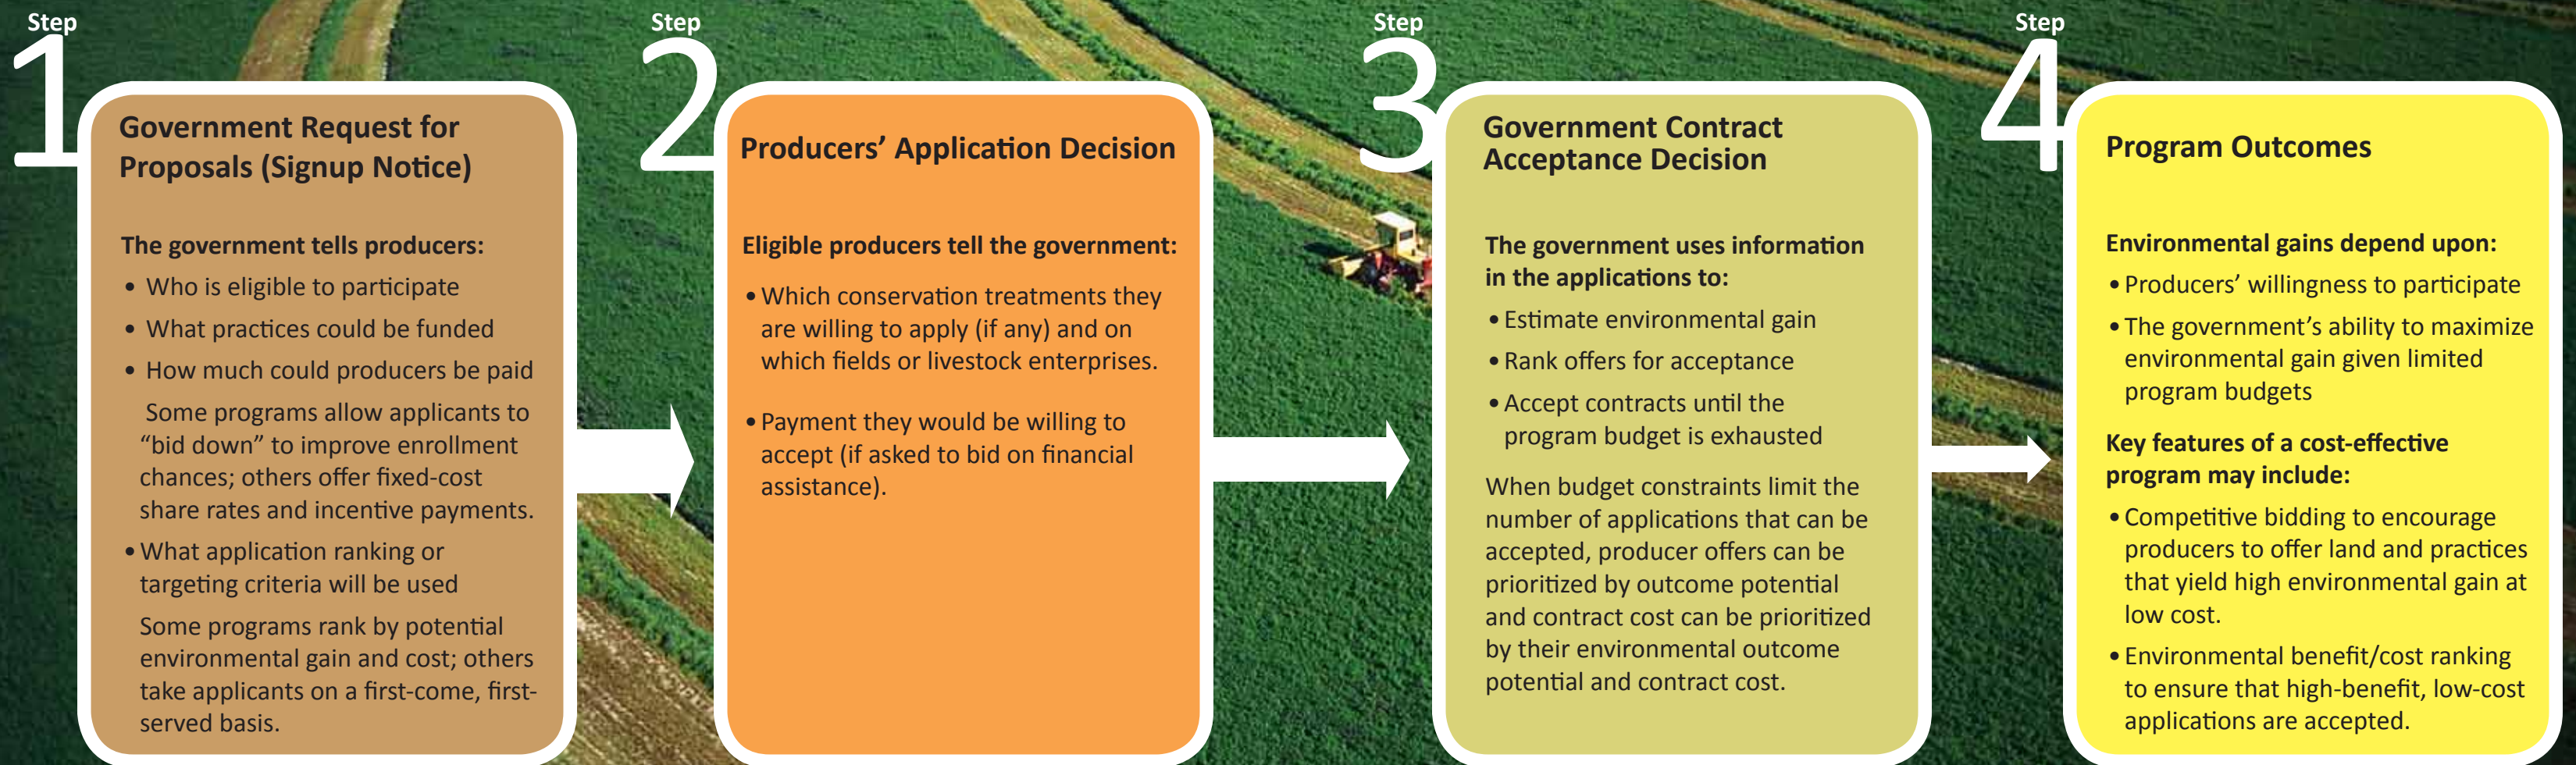 Step
1
Government Request for
Proposals (Signup Notice)
The government tells producers:
• Who is eligible to participate
• What practices could be funded
• How much could producers be paid
Some programs allow applicants to
“bid down” to improve enrollment
chances; others offer fixed-cost
share rates and incentive payments.
• What application ranking or
targeting criteria will be used
Some programs rank by potential
environmental gain and cost; others
take applicants on a first-come, first-
served basis.
Step
2
Producers’ Application Decision
Eligible producers tell the government:
• Which conservation treatments they
are willing to apply (if any) and on
which fields or livestock enterprises.
• Payment they would be willing to
accept (if asked to bid on financial
assistance).
Step
3
Government Contract
Acceptance Decision
The government uses information
in the applications to:
• Estimate environmental gain
• Rank offers for acceptance
• Accept contracts until the
program budget is exhausted
When budget constraints limit the
number of applications that can be
accepted, producer offers can be
prioritized by outcome potential
and contract cost can be prioritized
by their environmental outcome
potential and contract cost.
Step
4
Program Outcomes
Environmental gains depend upon:
• Producers’ willingness to participate
• The government’s ability to maximize
environmental gain given limited
program budgets
Key features of a cost-effective
program may include:
• Competitive bidding to encourage
producers to offer land and practices
that yield high environmental gain at
low cost.
• Environmental benefit/cost ranking
to ensure that high-benefit, low-cost
applications are accepted.